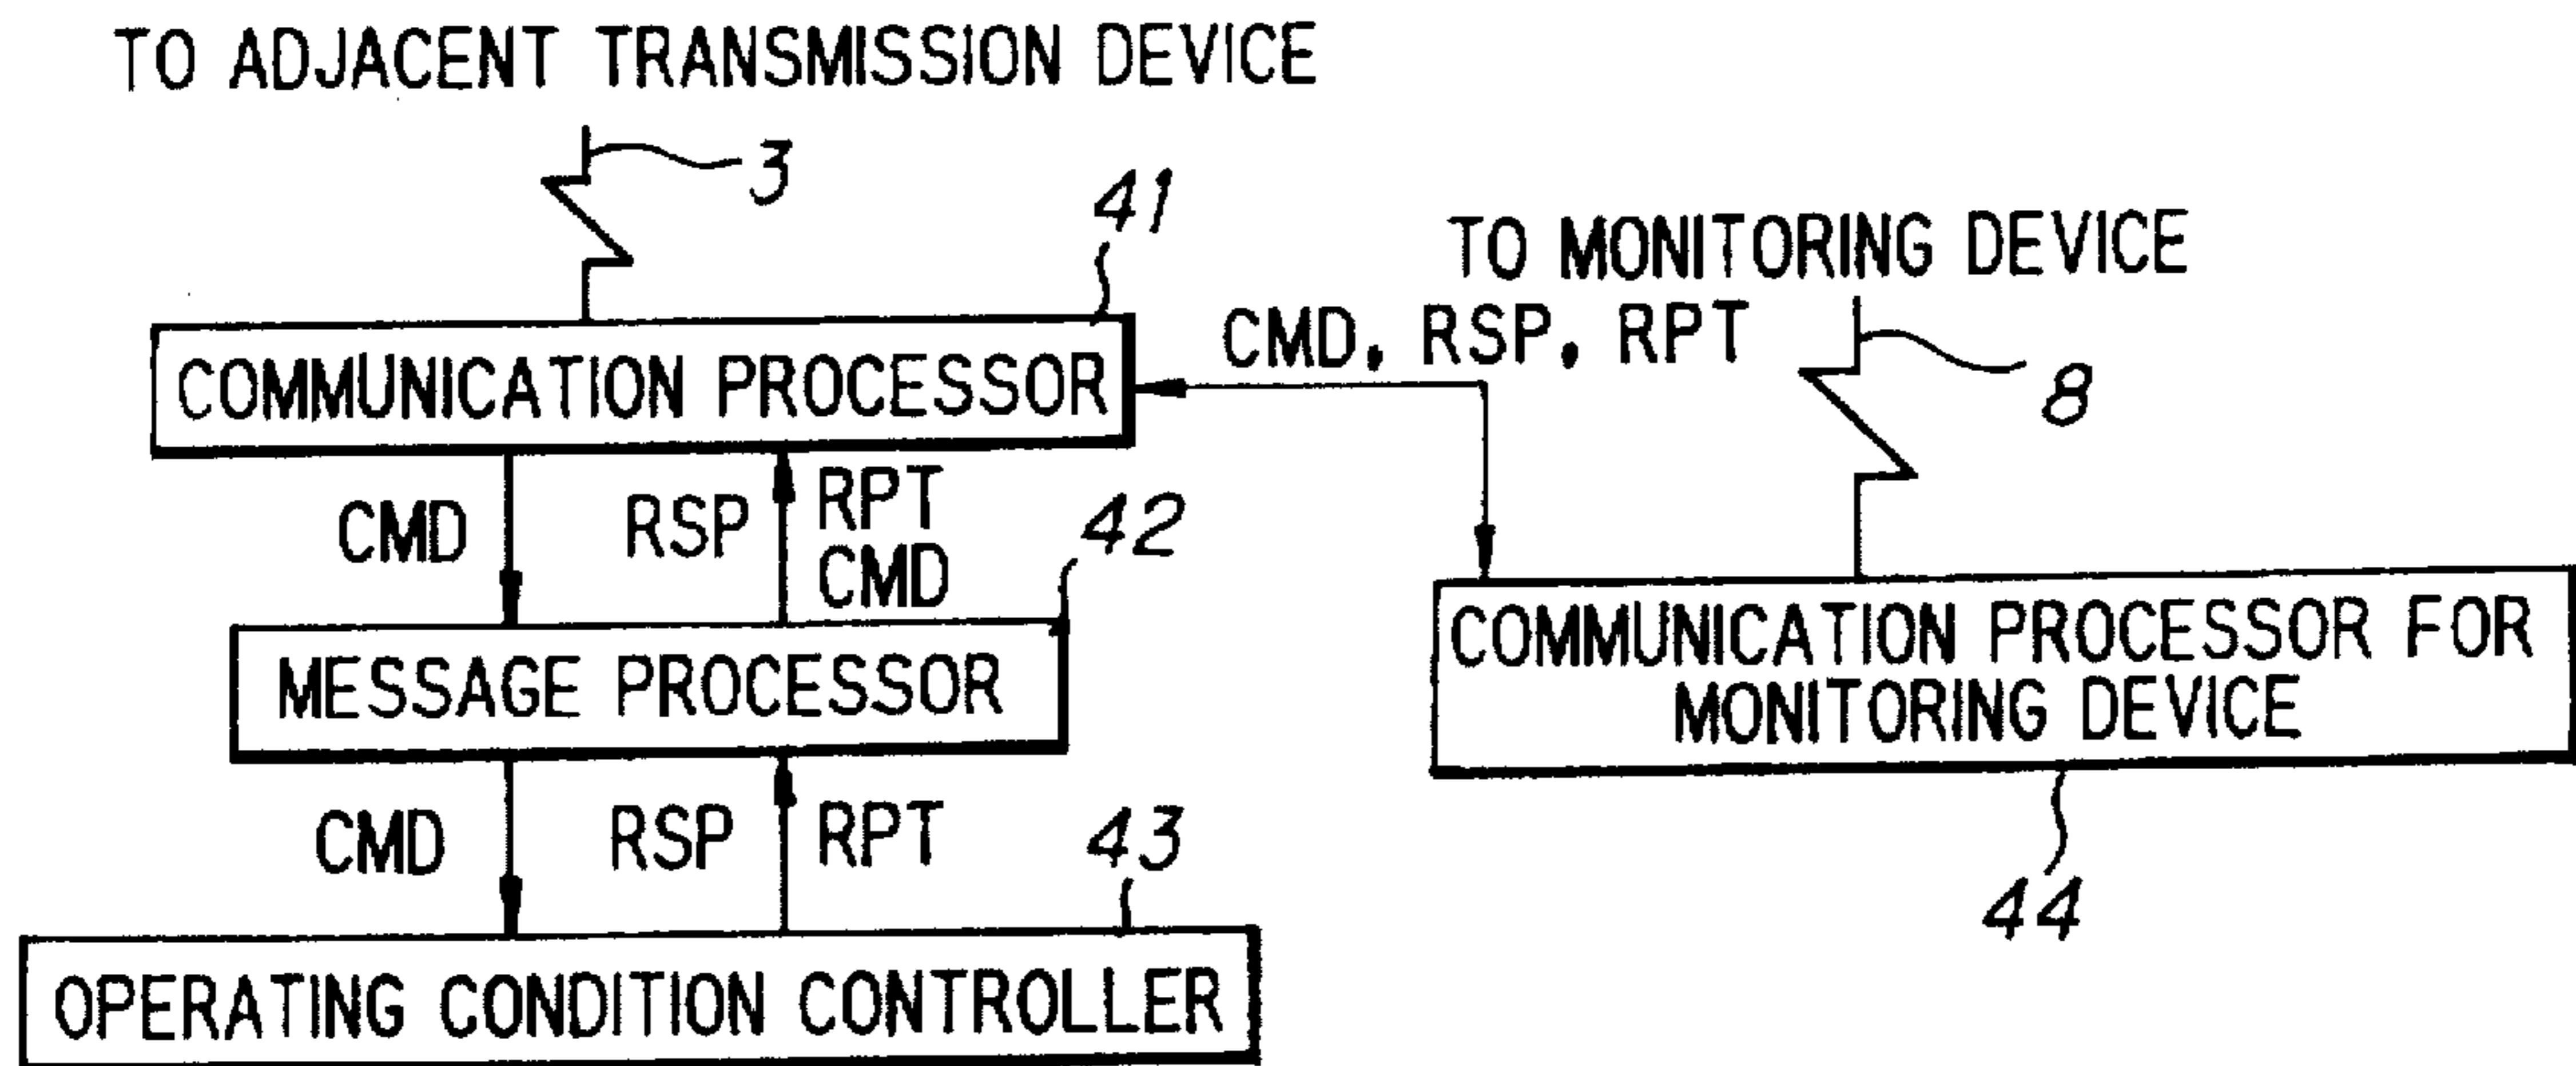 TO ADJACENT TRANSMISSION DEVICE
3
41
TO MONITORING DEVICE
CMD, RSP, RPT
8
COMMUNICATION PROCESSOR
CMD
RSP
RPT
CMD
42
MESSAGE PROCESSOR
COMMUNICATION PROCESSOR FOR
MONITORING DEVICE
CMD
RSP
RPT
43
44
OPERATING CONDITION CONTROLLER